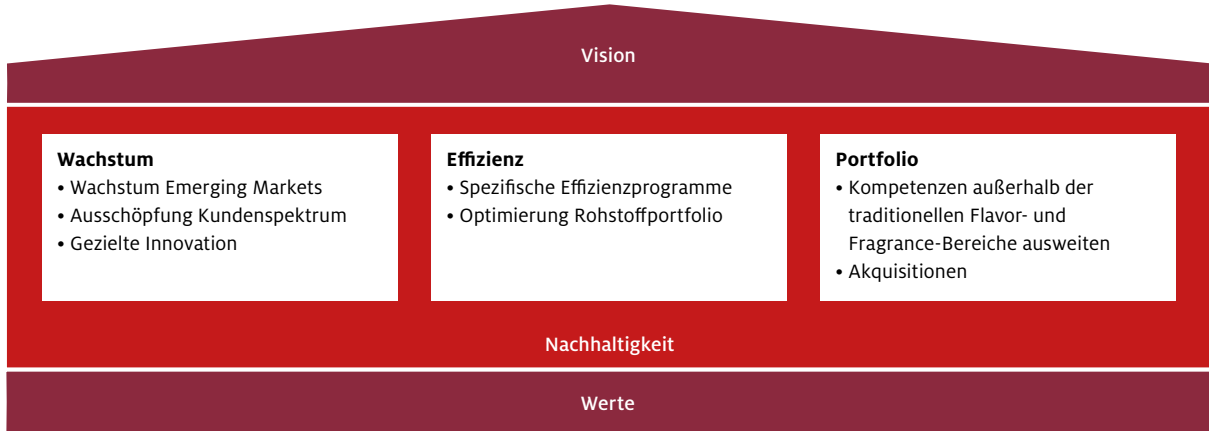 Vision
Wachstum
• Wachstum Emerging Markets
• Ausschöpfung Kundenspektrum
• Gezielte Innovation
Effizienz
• Spezifische Effizienzprogramme
• Optimierung Rohstoffportfolio
Portfolio
• Kompetenzen außerhalb der
traditionellen Flavor- und
Fragrance-Bereiche ausweiten
• Akquisitionen
Nachhaltigkeit
Werte